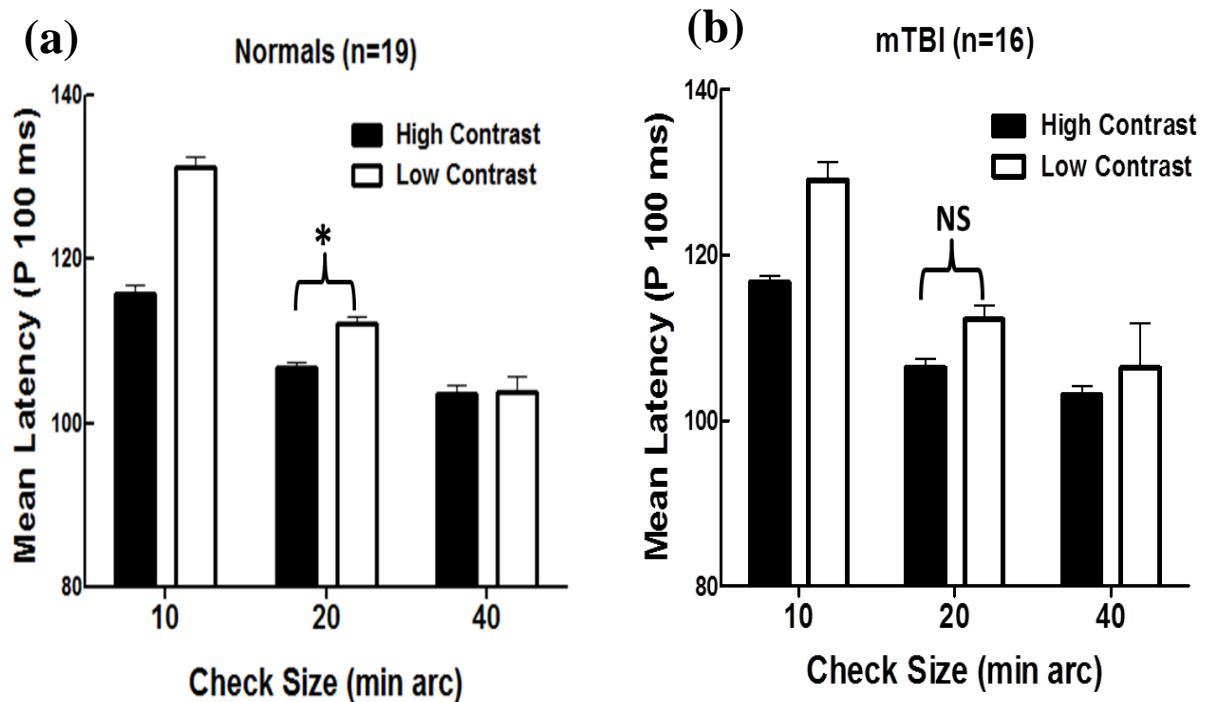 (a)
Normals (n=19)
Mean Latency (P 100 ms)
140
120
100
80
High Contrast
Low Contrast
*
10 20 40
Check Size (min arc)
(b)
mTBI (n=16)
Mean Latency (P 100 ms)
140
120
100
80
High Contrast
Low Contrast
NS
10 20 40
Check Size (min arc)